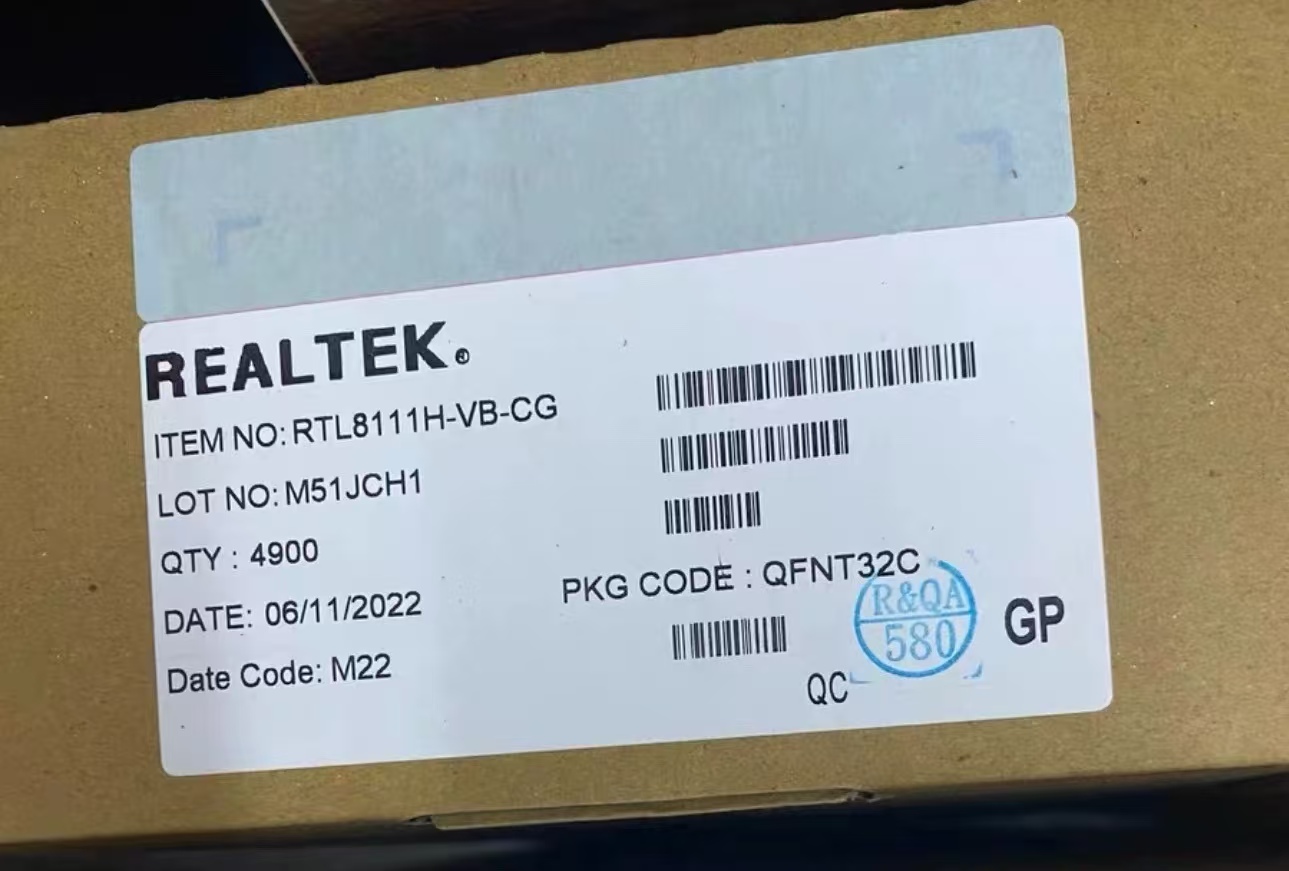 REALTEK®
ITEM NO: RTL8111H-VB-CG
LOT NO: M51JCH1
QTY : 4900
DATE: 06/11/2022
PKG CODE : QFNT32C
Date Code: M22
R&QA
580
QC
GP